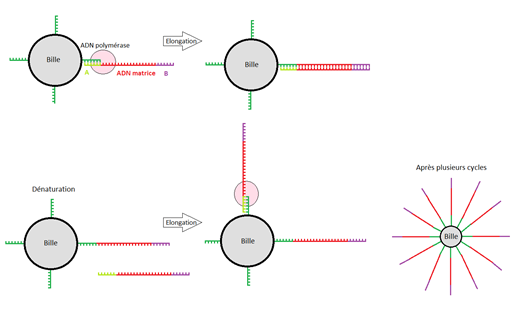 ADN polymérase
Bille
A
ADN matrice
B
Elongation
Bille
Dénaturation
Bille
Elongation
Bille
Après plusieurs cycles
Bille